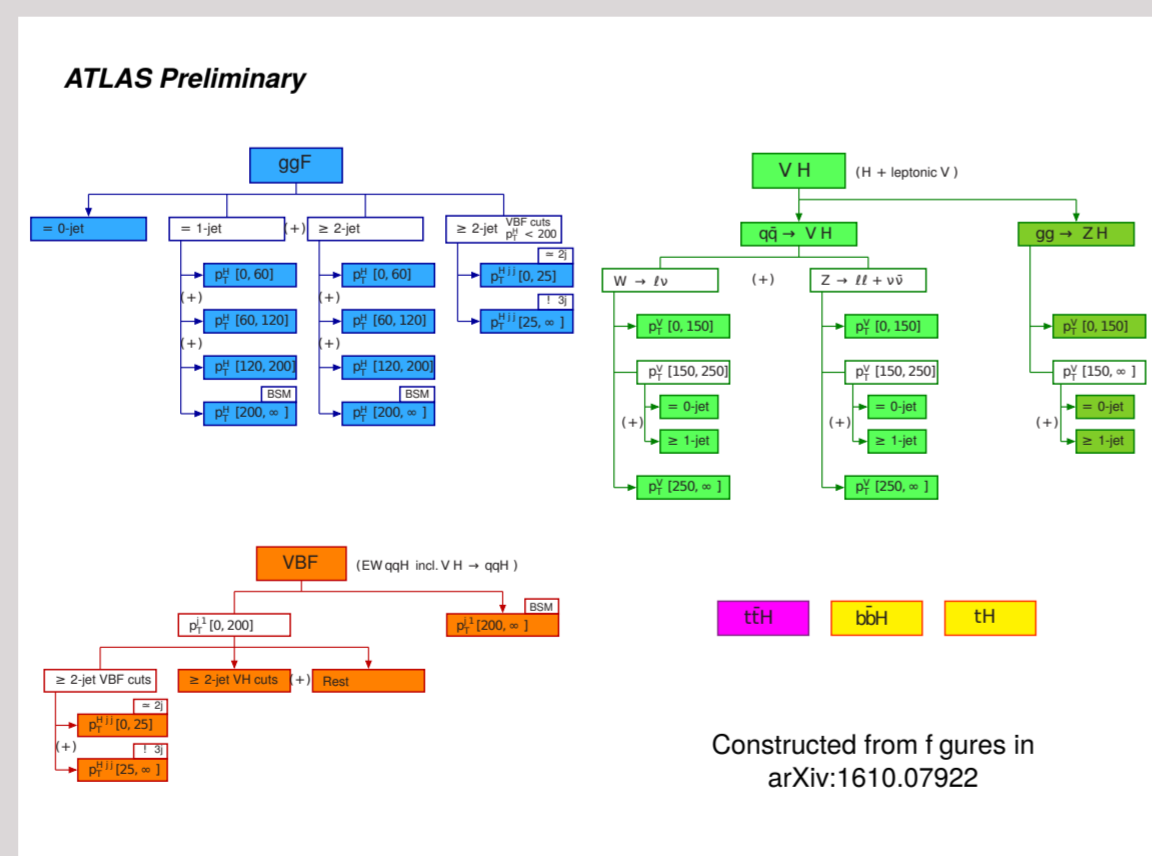 ATLAS Preliminary
ggF
= 0-jet
= 1-jet
(+)
≥ 2-jet
≥ 2-jet VBF cuts p_T^H < 200
p_T^H [0, 60]
(+)
p_T^H [60, 120]
(+)
p_T^H [120, 200]
BSM
p_T^H [200, ∞ ]
p_T^H [0, 60]
(+)
p_T^H [60, 120]
(+)
p_T^H [120, 200]
BSM
p_T^H [200, ∞ ]
≃ 2j
p_T^{Hjj} [0, 25]
! 3j
p_T^{Hjj} [25, ∞ ]
V H
(H + leptonic V )
qq̄ → V H
W → ℓν
(+)
Z → ℓℓ + νν̄
p_T^V [0, 150]
p_T^V [150, 250]
= 0-jet
(+)
≥ 1-jet
p_T^V [250, ∞ ]
p_T^V [0, 150]
p_T^V [150, 250]
= 0-jet
(+)
≥ 1-jet
p_T^V [250, ∞ ]
gg → Z H
p_T^V [0, 150]
p_T^V [150, ∞ ]
= 0-jet
(+)
≥ 1-jet
VBF
(EW qqH incl. V H → qqH )
p_T^{j1} [0, 200]
BSM
p_T^{j1} [200, ∞ ]
≥ 2-jet VBF cuts
≥ 2-jet VH cuts
(+)
Rest
≃ 2j
p_T^{Hjj} [0, 25]
(+)
! 3j
p_T^{Hjj} [25, ∞ ]
tt̄H
bb̄H
tH
Constructed from f gures in
arXiv:1610.07922